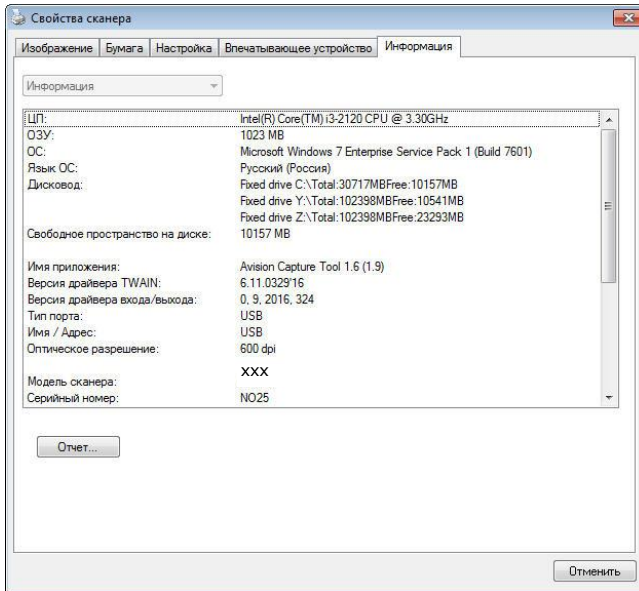 Свойства сканера
Изображение Бумага Настройка Впечатывающее устройство Информация
Информация
ЦП: Intel(R) Core(TM) i3-2120 CPU @ 3.30GHz
ОЗУ: 1023 MB
ОС: Microsoft Windows 7 Enterprise Service Pack 1 (Build 7601)
Язык ОС: Русский (Россия)
Дисковод: Fixed drive C:\Total:30717MBFree:10157MB
Fixed drive Y:\Total:102398MBFree:10541MB
Fixed drive Z:\Total:102398MBFree:23293MB
Свободное пространство на диске: 10157 MB
Имя приложения: Avision Capture Tool 1.6 (1.9)
Версия драйвера TWAIN: 6.11.0329'16
Версия драйвера входа/выхода: 0, 9, 2016, 324
Тип порта: USB
Имя / Адрес: USB
Оптическое разрешение: 600 dpi
Модель сканера: XXX
Серийный номер: NO25
Отчет...
Отменить